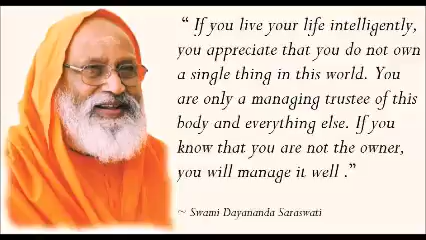 “ If you live your life intelligently,
you appreciate that you do not own
a single thing in this world. You
are only a managing trustee of this
body and everything else. If you
know that you are not the owner,
you will manage it well .”
~ Swami Dayananda Saraswati